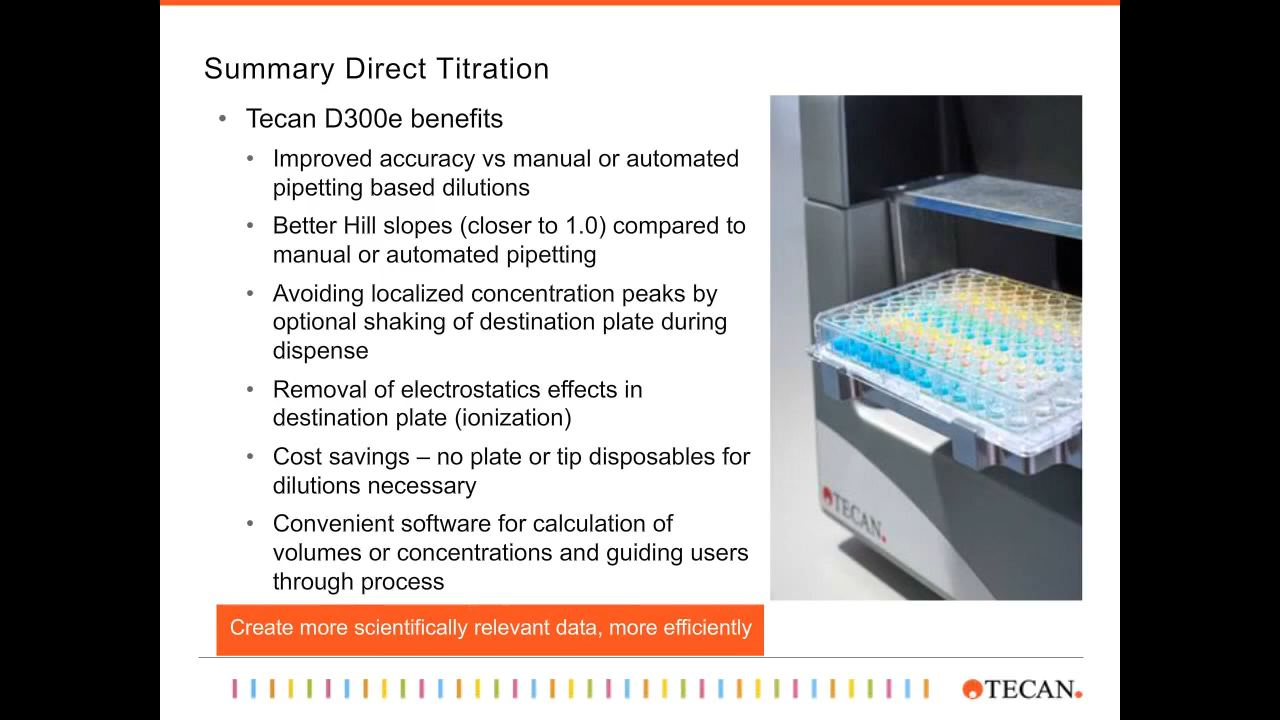 Summary Direct Titration
• Tecan D300e benefits
• Improved accuracy vs manual or automated
pipetting based dilutions
• Better Hill slopes (closer to 1.0) compared to
manual or automated pipetting
• Avoiding localized concentration peaks by
optional shaking of destination plate during
dispense
• Removal of electrostatics effects in
destination plate (ionization)
• Cost savings – no plate or tip disposables for
dilutions necessary
• Convenient software for calculation of
volumes or concentrations and guiding users
through process
TECAN.
Create more scientifically relevant data, more efficiently
TECAN.